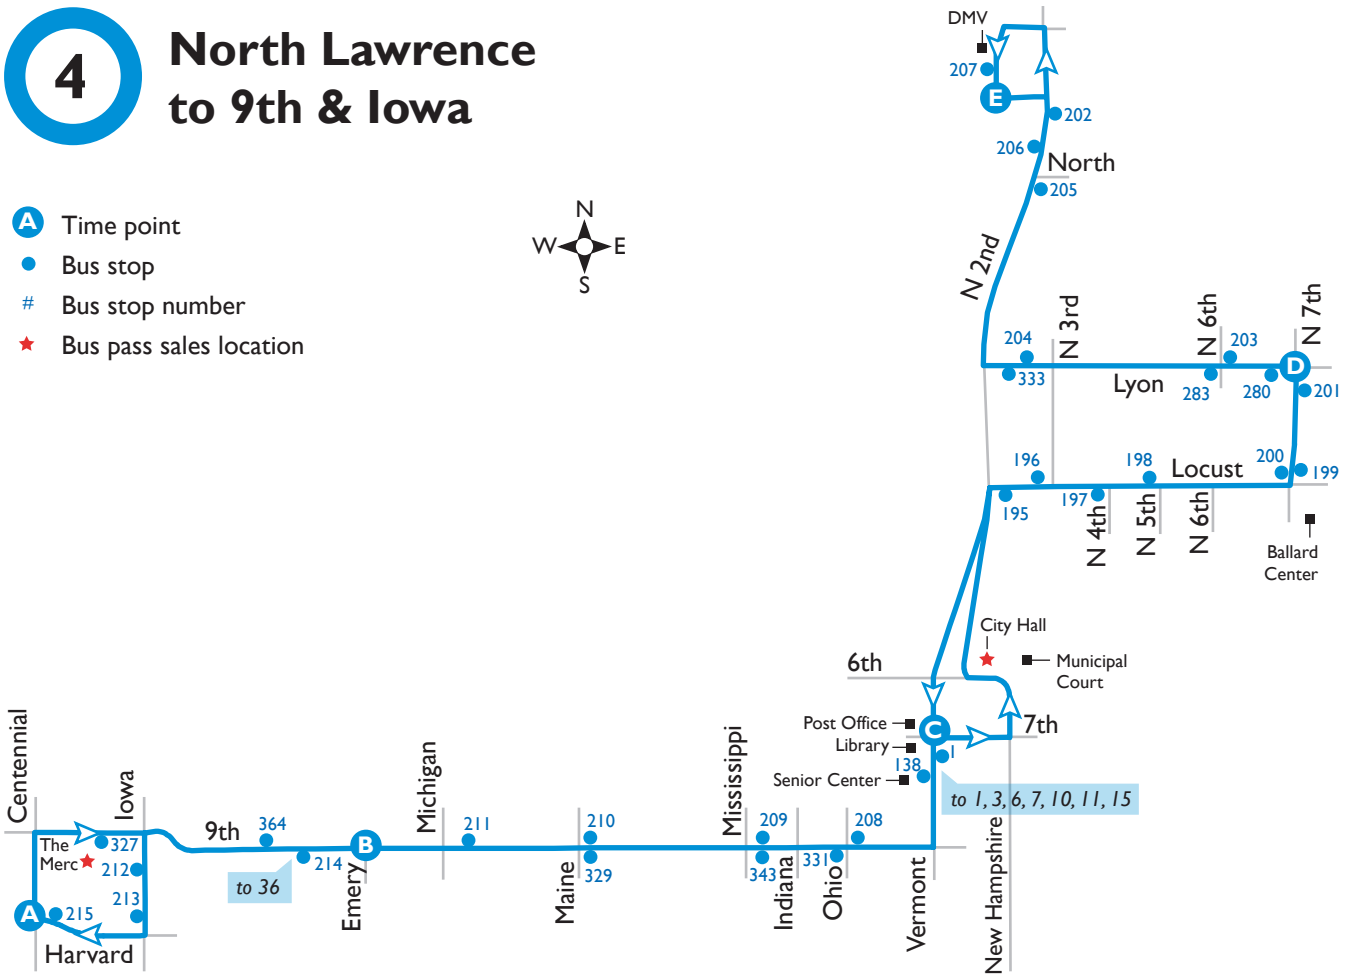 4
North Lawrence
to 9th & Iowa
A
Time point
Bus stop
#
Bus stop number
Bus pass sales location
N
W
E
S
DMV
207
E
202
206
North
205
N 2nd
204
333
N 3rd
Lyon
N 6th
203
283
280
N 7th
D
201
196
195
197
198
Locust
200
199
N 4th
N 5th
N 6th
Ballard
Center
City Hall
Municipal
Court
6th
Post Office
C
7th
Library
1
138
Senior Center
to 1, 3, 6, 7, 10, 11, 15
Centennial
Iowa
The
Merc
327
212
213
A
215
Harvard
9th
364
214
to 36
B
Emery
Michigan
211
210
Maine
329
Mississippi
209
343
Indiana
331
Ohio
208
Vermont
New Hampshire